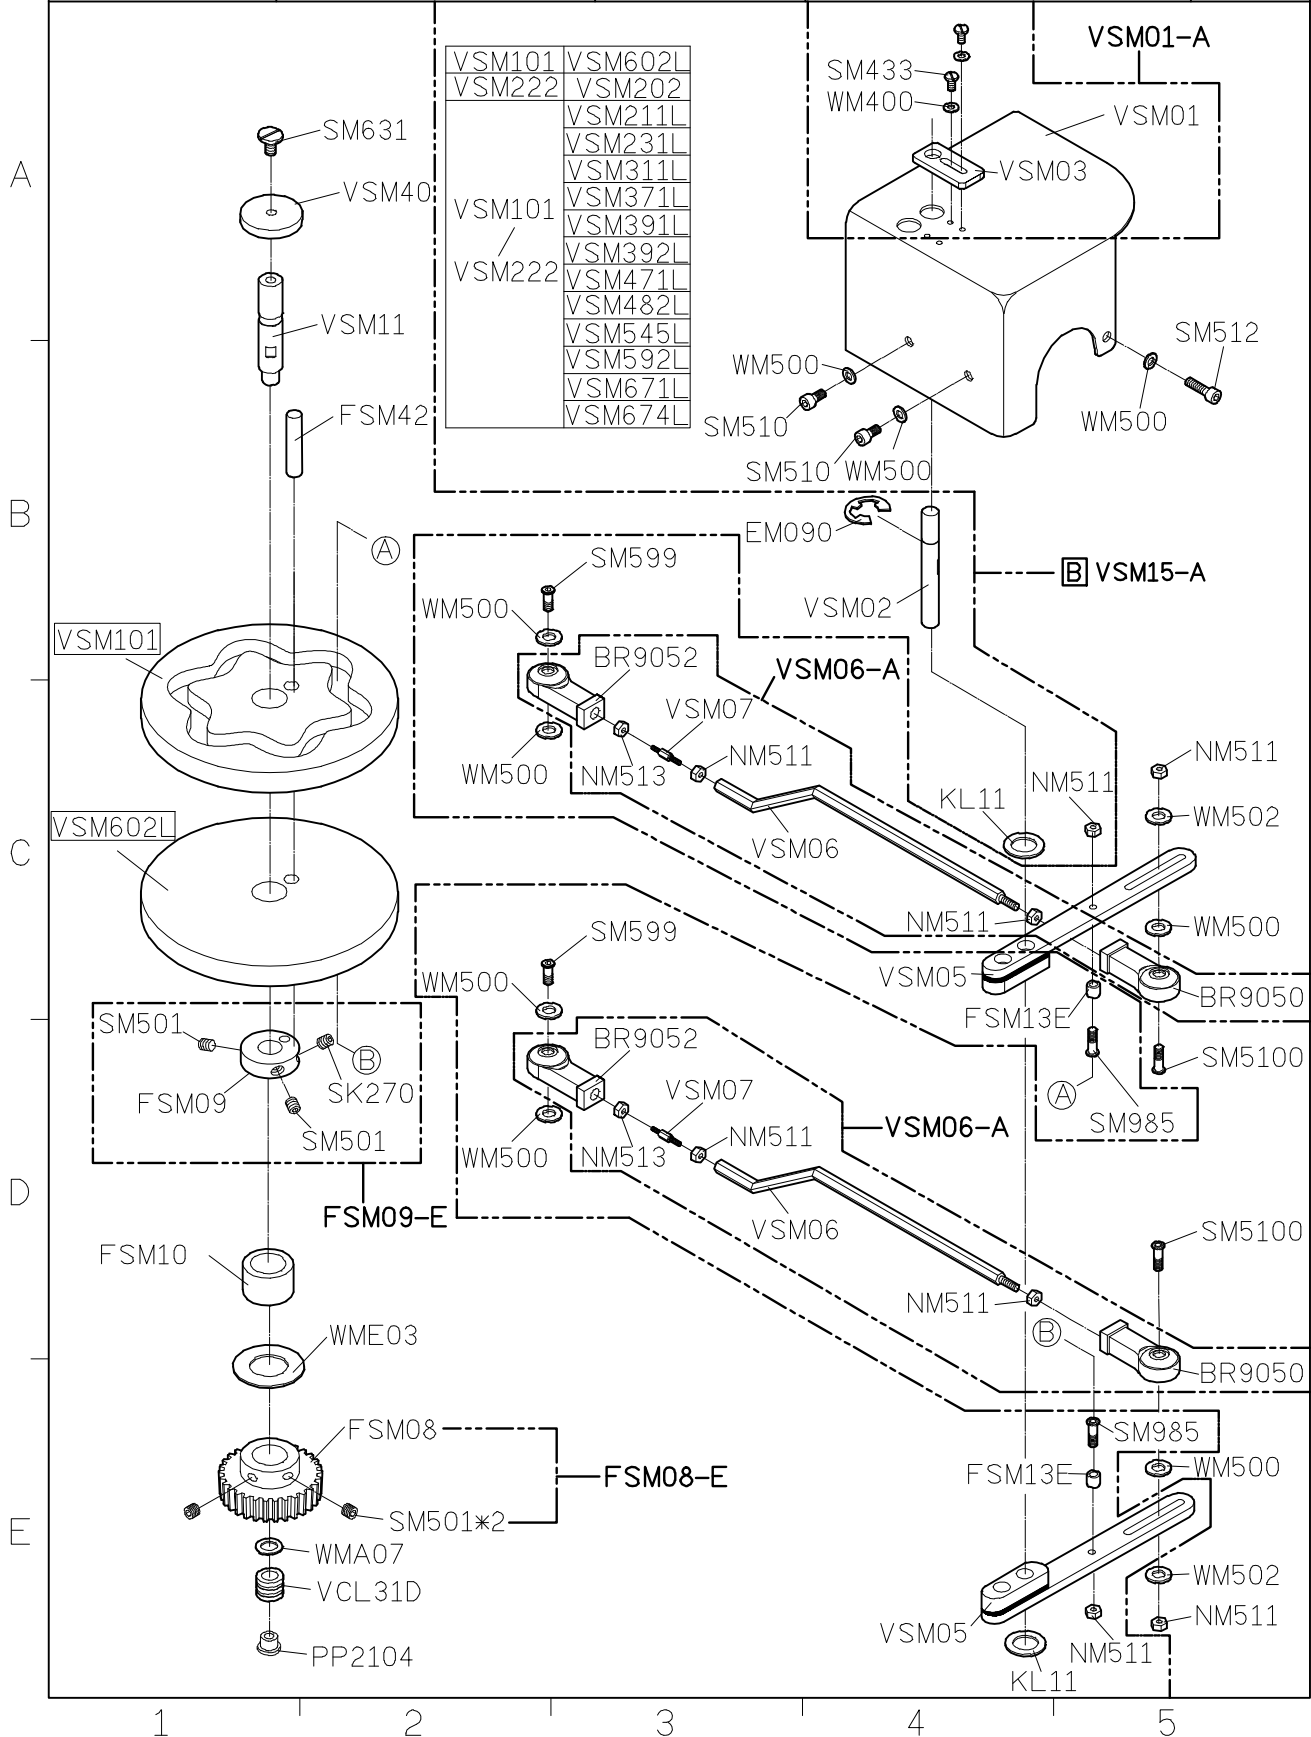 VSM01-A
VSM101 VSM602L
VSM222 VSM202
VSM211L
VSM231L
VSM311L
VSM371L
VSM391L
VSM392L
VSM471L
VSM482L
VSM545L
VSM592L
VSM671L
VSM674L
VSM101
/
VSM222
SM433
WM400
VSM01
VSM03
SM631
VSM40
VSM11
FSM42
A
WM500
SM510
SM510
WM500
SM512
WM500
B
EM090
A
SM599
WM500
VSM02
B VSM15-A
VSM101
BR9052
VSM06-A
VSM07
NM511
WM500
NM513
KL11
NM511
NM511
WM502
VSM06
C
VSM602L
NM511
WM500
VSM05
BR9050
FSM13E
SM599
WM500
SM501
FSM09
B
SK270
SM501
BR9052
VSM07
SM5100
A
SM985
WM500
NM513
NM511
VSM06-A
D
FSM09-E
VSM06
SM5100
FSM10
NM511
B
WME03
BR9050
FSM08
SM985
FSM08-E
FSM13E
WM500
SM501*2
E
WMA07
VCL31D
WM502
VSM05
NM511
NM511
PP2104
KL11
1
2
3
4
5